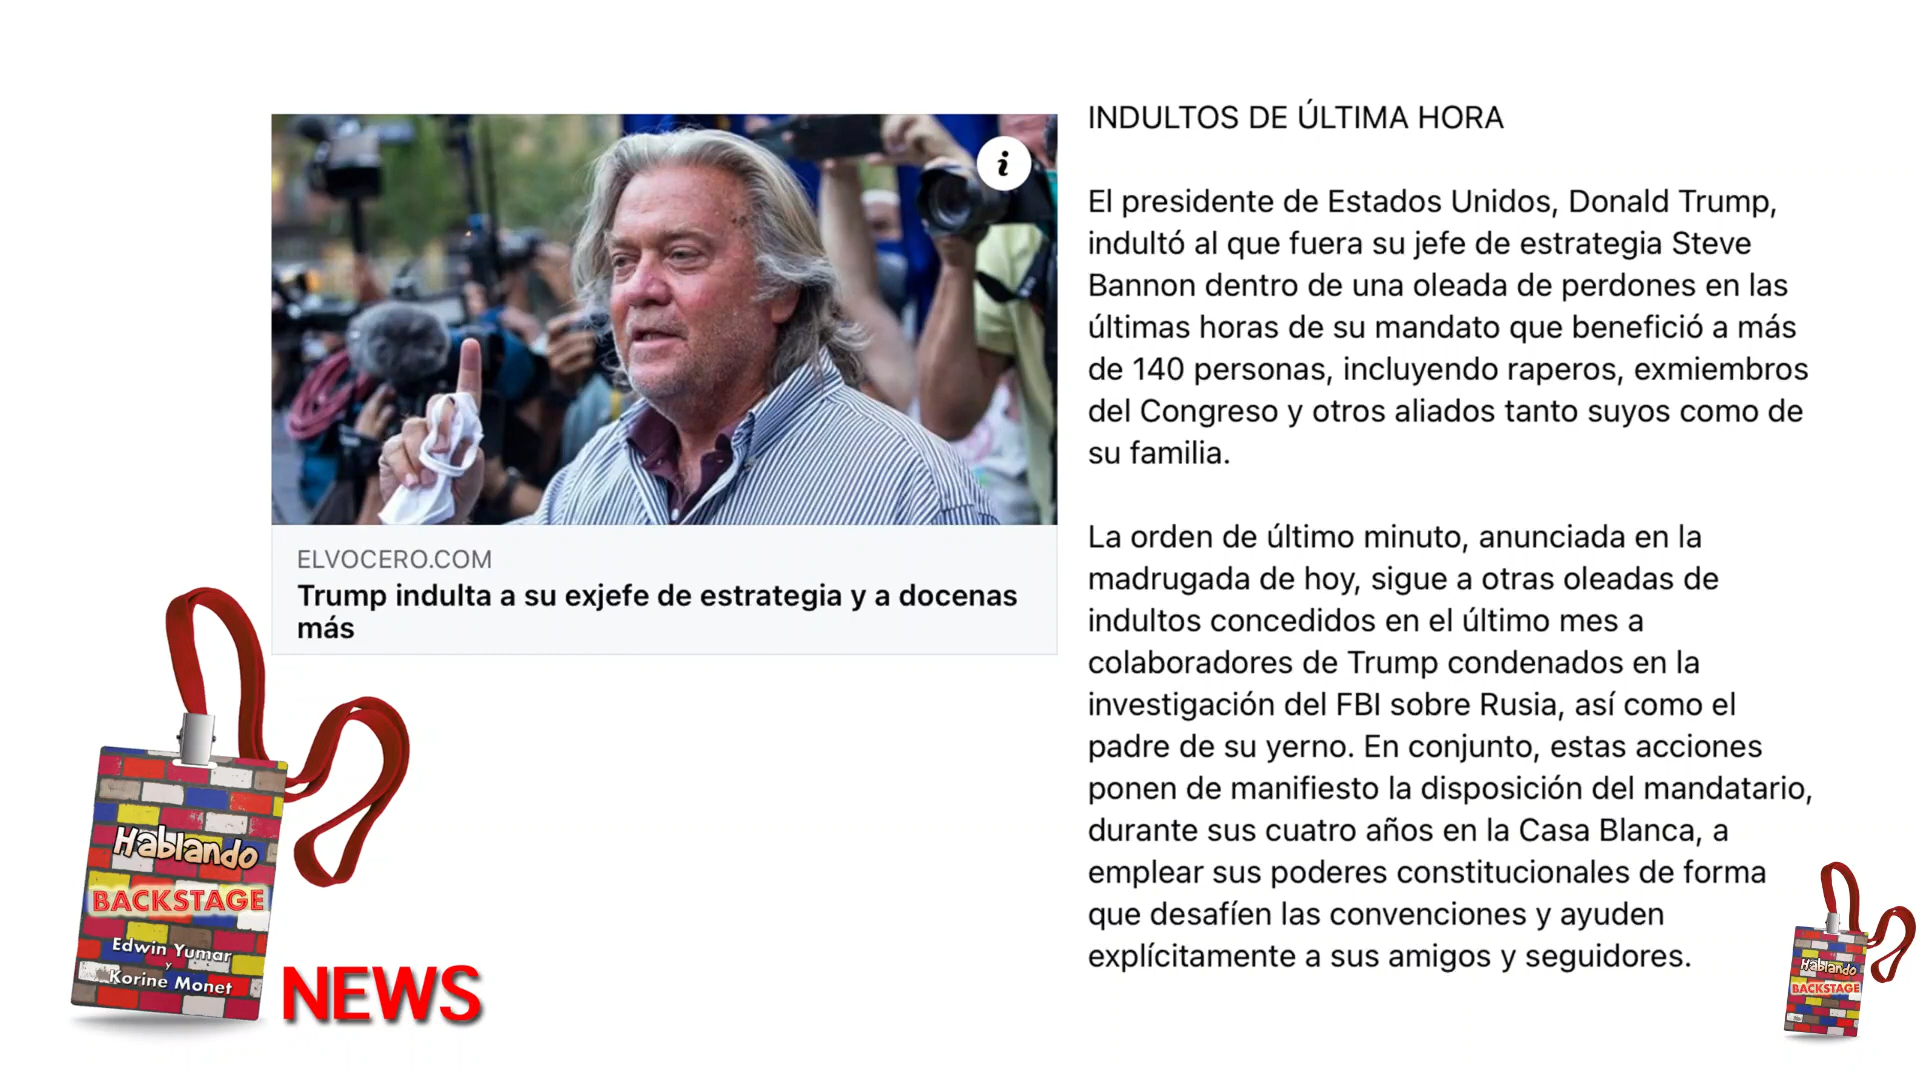 INDULTOS DE ÚLTIMA HORA
El presidente de Estados Unidos, Donald Trump,
indultó al que fuera su jefe de estrategia Steve
Bannon dentro de una oleada de perdones en las
últimas horas de su mandato que benefició a más
de 140 personas, incluyendo raperos, exmiembros
del Congreso y otros aliados tanto suyos como de
su familia.
La orden de último minuto, anunciada en la
madrugada de hoy, sigue a otras oleadas de
indultos concedidos en el último mes a
colaboradores de Trump condenados en la
investigación del FBI sobre Rusia, así como el
padre de su yerno. En conjunto, estas acciones
ponen de manifiesto la disposición del mandatario,
durante sus cuatro años en la Casa Blanca, a
emplear sus poderes constitucionales de forma
que desafíen las convenciones y ayuden
explícitamente a sus amigos y seguidores.
i
ELVOCERO.COM
Trump indulta a su exjefe de estrategia y a docenas
más
Hablando
BACKSTAGE
Edwin Yumar
y
Korine Monet
NEWS
Hablando
BACKSTAGE